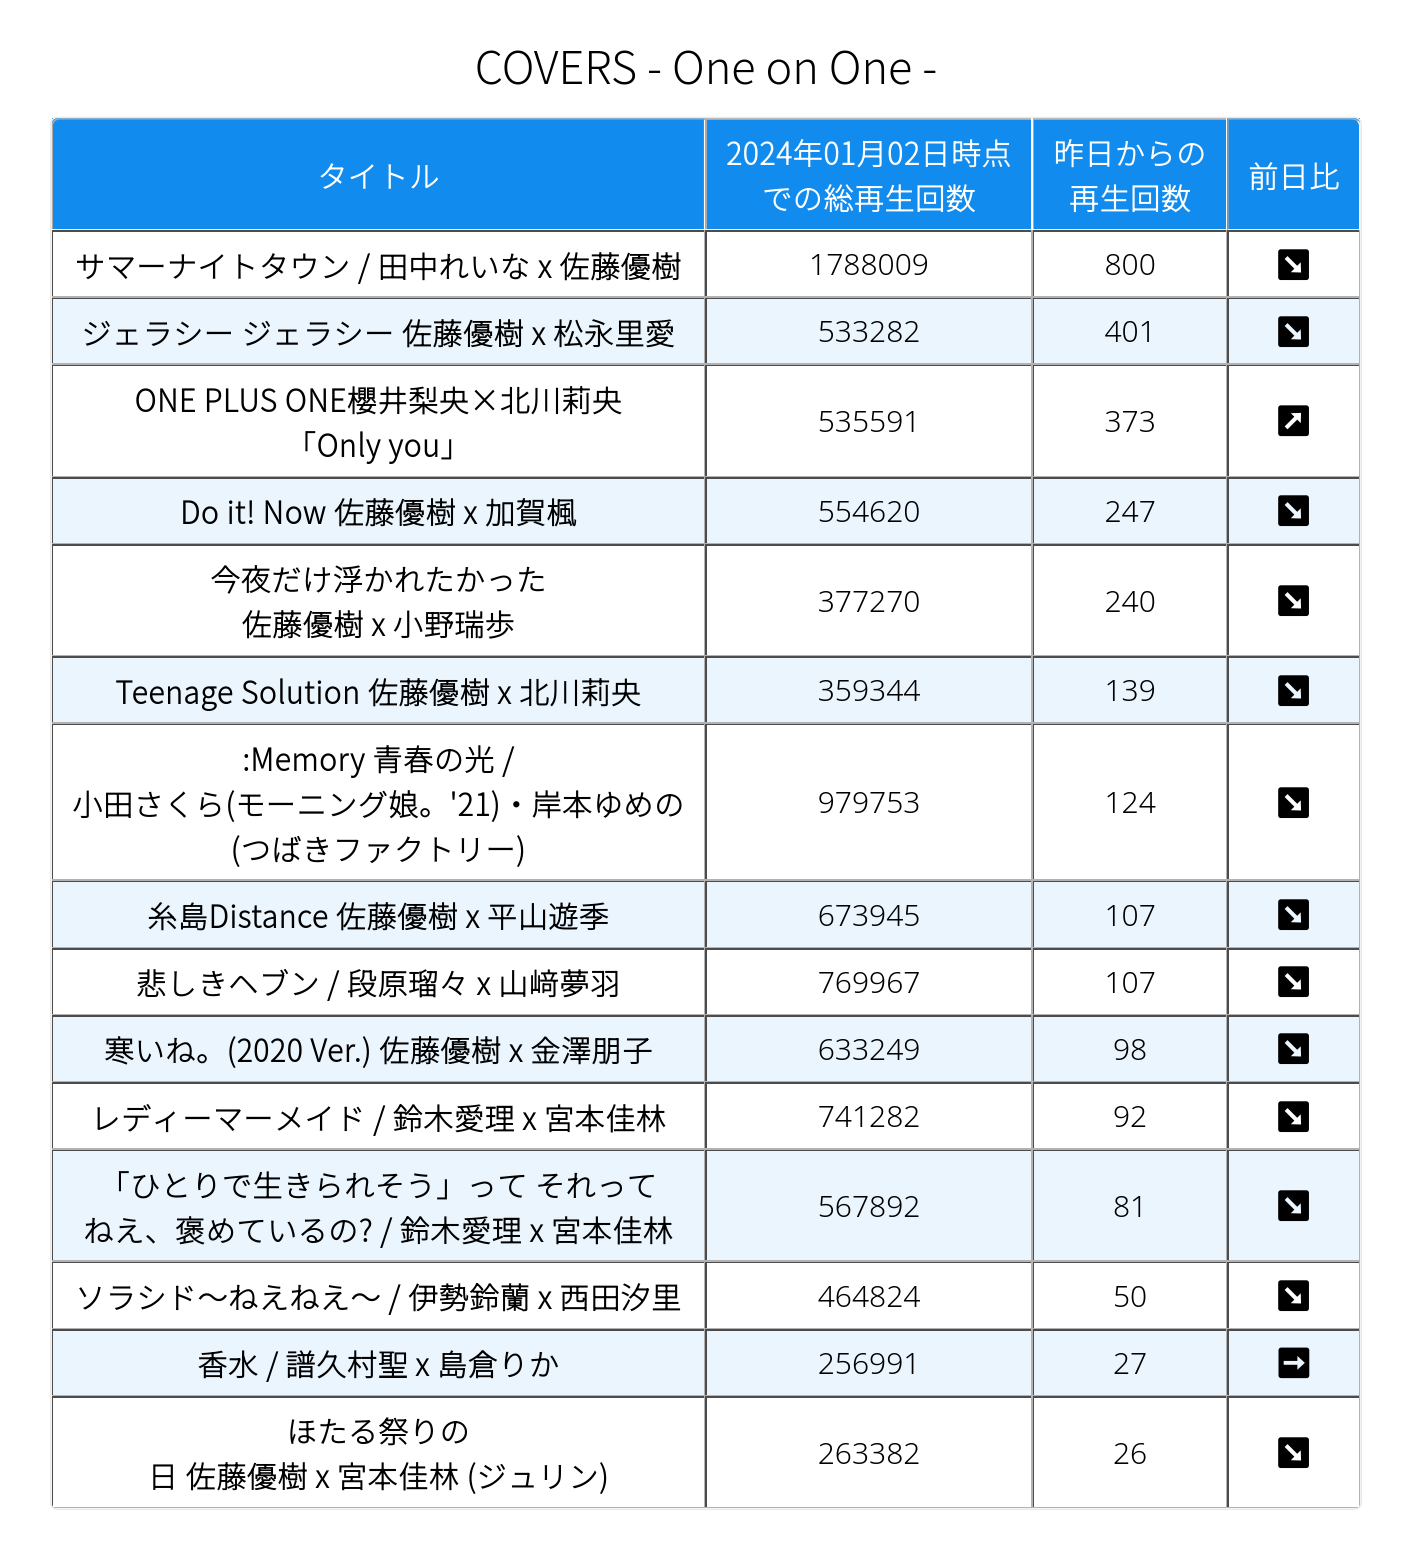 COVERS - One on One -
タイトル
2024年01月02日時点
での総再生回数
昨日からの
再生回数
前日比
サマーナイトタウン / 田中れいな x 佐藤優樹
1788009
800
ジェラシー ジェラシー 佐藤優樹 x 松永里愛
533282
401
ONE PLUS ONE櫻井梨央×北川莉央
「Only you」
535591
373
Do it! Now 佐藤優樹 x 加賀楓
554620
247
今夜だけ浮かれたかった
佐藤優樹 x 小野瑞歩
377270
240
Teenage Solution 佐藤優樹 x 北川莉央
359344
139
:Memory 青春の光 /
小田さくら(モーニング娘。'21)・岸本ゆめの
(つばきファクトリー)
979753
124
糸島Distance 佐藤優樹 x 平山遊季
673945
107
悲しきヘブン / 段原瑠々 x 山﨑夢羽
769967
107
寒いね。(2020 Ver.) 佐藤優樹 x 金澤朋子
633249
98
レディーマーメイド / 鈴木愛理 x 宮本佳林
741282
92
「ひとりで生きられそう」って それって
ねえ、褒めているの? / 鈴木愛理 x 宮本佳林
567892
81
ソラシド～ねえねえ～ / 伊勢鈴蘭 x 西田汐里
464824
50
香水 / 譜久村聖 x 島倉りか
256991
27
ほたる祭りの
日 佐藤優樹 x 宮本佳林 (ジュリン)
263382
26